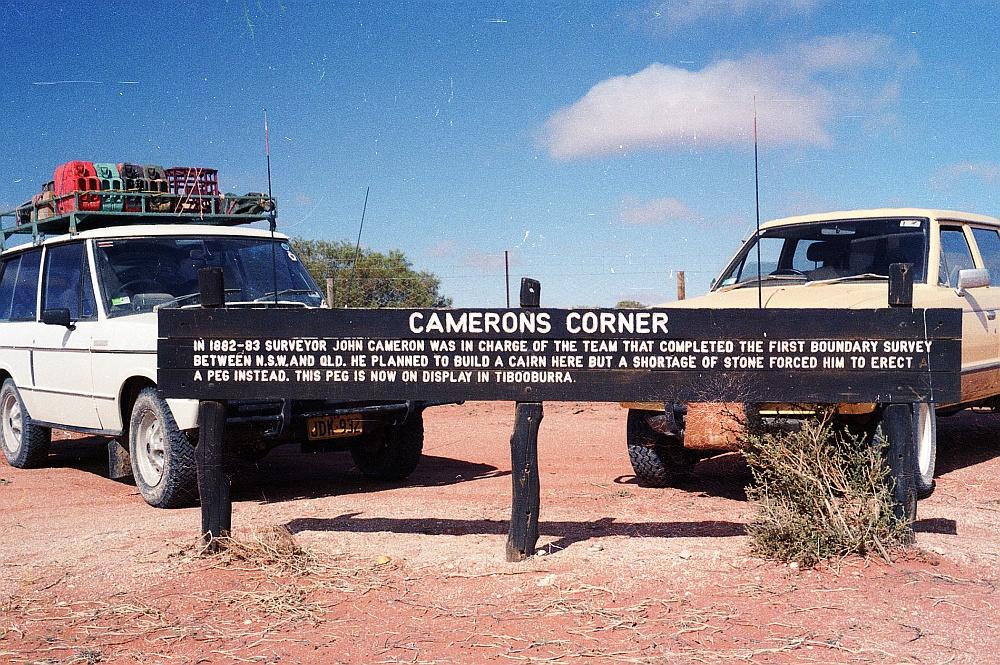 CAMERONS CORNER
IN 1882-83 SURVEYOR JOHN CAMERON WAS IN CHARGE OF THE TEAM THAT COMPLETED THE FIRST BOUNDARY SURVEY
BETWEEN N.S.W. AND QLD. HE PLANNED TO BUILD A CAIRN HERE BUT A SHORTAGE OF STONE FORCED HIM TO ERECT
A PEG INSTEAD. THIS PEG IS NOW ON DISPLAY IN TIBOOBURRA.
JDK·934